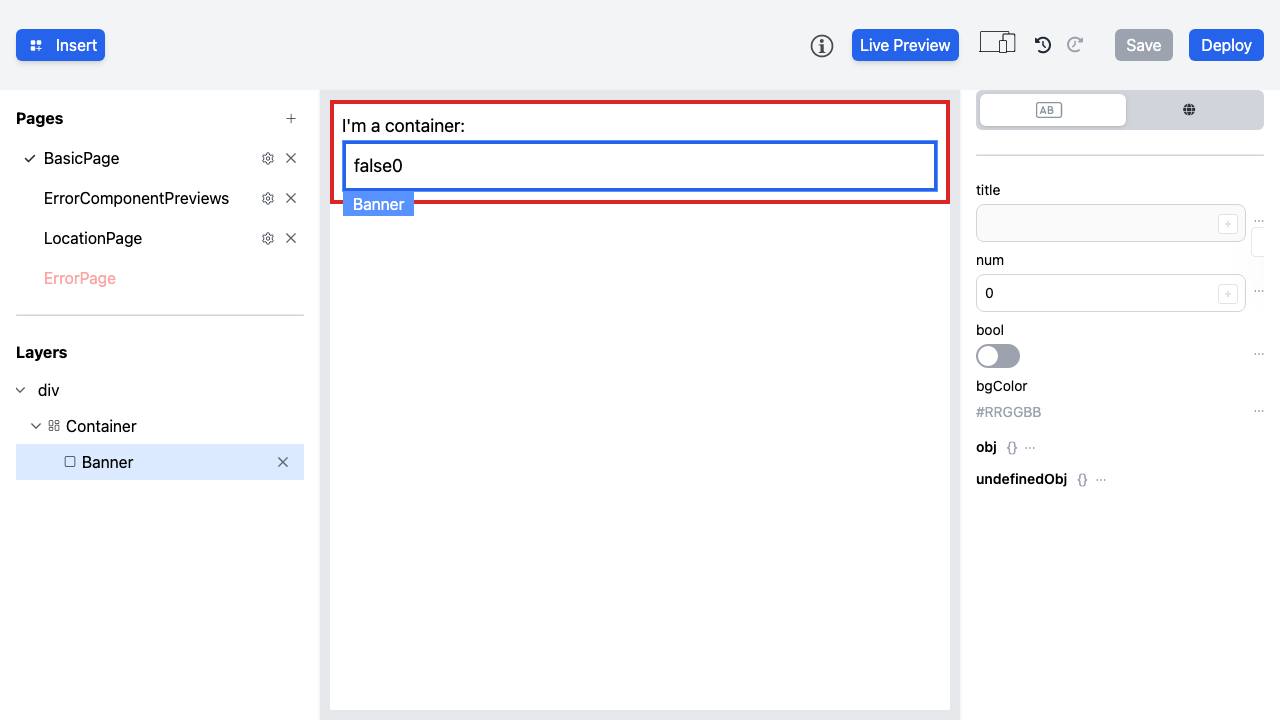 Insert
Live Preview
Save
Deploy
Pages
BasicPage
ErrorComponentPreviews
LocationPage
ErrorPage
Layers
div
Container
Banner
I'm a container:
false0
Banner
AB
title
num
0
bool
bgColor
#RRGGBB
obj {} ...
undefinedObj {} ...